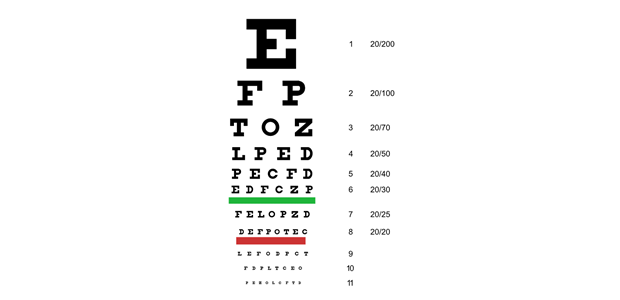 E 1 20/200
F P 2 20/100
T O Z 3 20/70
L P E D 4 20/50
P E C F D 5 20/40
E D F C Z P 6 20/30
F E L O P Z D 7 20/25
D E F P O T E C 8 20/20
L E F O D P C T 9
F D P L T C E O 10
11